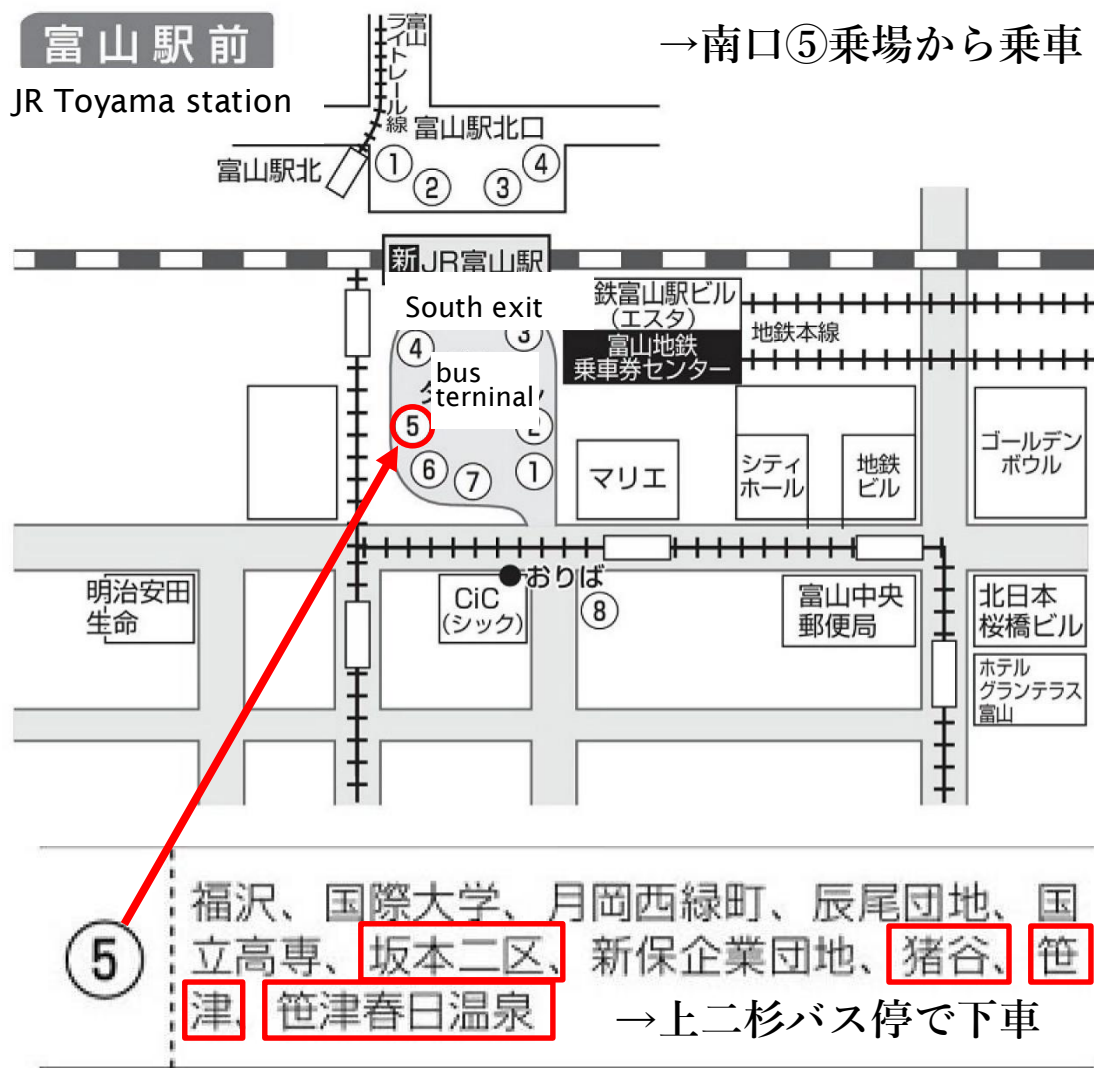 富山駅前
→南口⑤乗場から乗車
JR Toyama station
富山
ライトレール線
富山駅北口
富山駅北
①
②
③
④
新JR富山駅
South exit
鉄富山駅ビル
(エスタ)
富山地鉄
乗車券センター
地鉄本線
④
③
bus
terninal
⑤
②
⑥
⑦
①
マリエ
シティ
ホール
地鉄
ビル
ゴールデン
ボウル
明治安田
生命
CiC
(シック)
●おりば
⑧
富山中央
郵便局
北日本
桜橋ビル
ホテル
グランテラス
富山
⑤
福沢、国際大学、月岡西緑町、辰尾団地、国
立高専、坂本二区、新保企業団地、猪谷、笹
津、笹津春日温泉
→上二杉バス停で下車